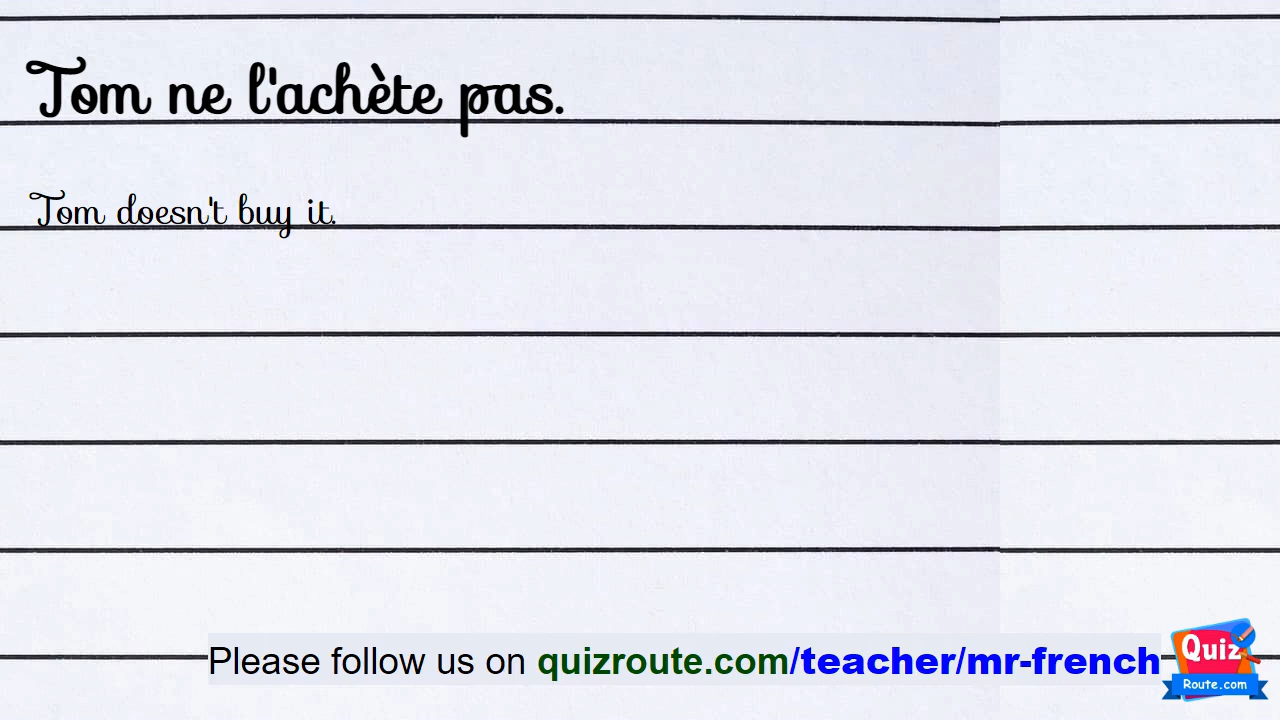 Tom ne l'achète pas.
Tom doesn't buy it.
Please follow us on quizroute.com/teacher/mr-french
Quiz
Route.com